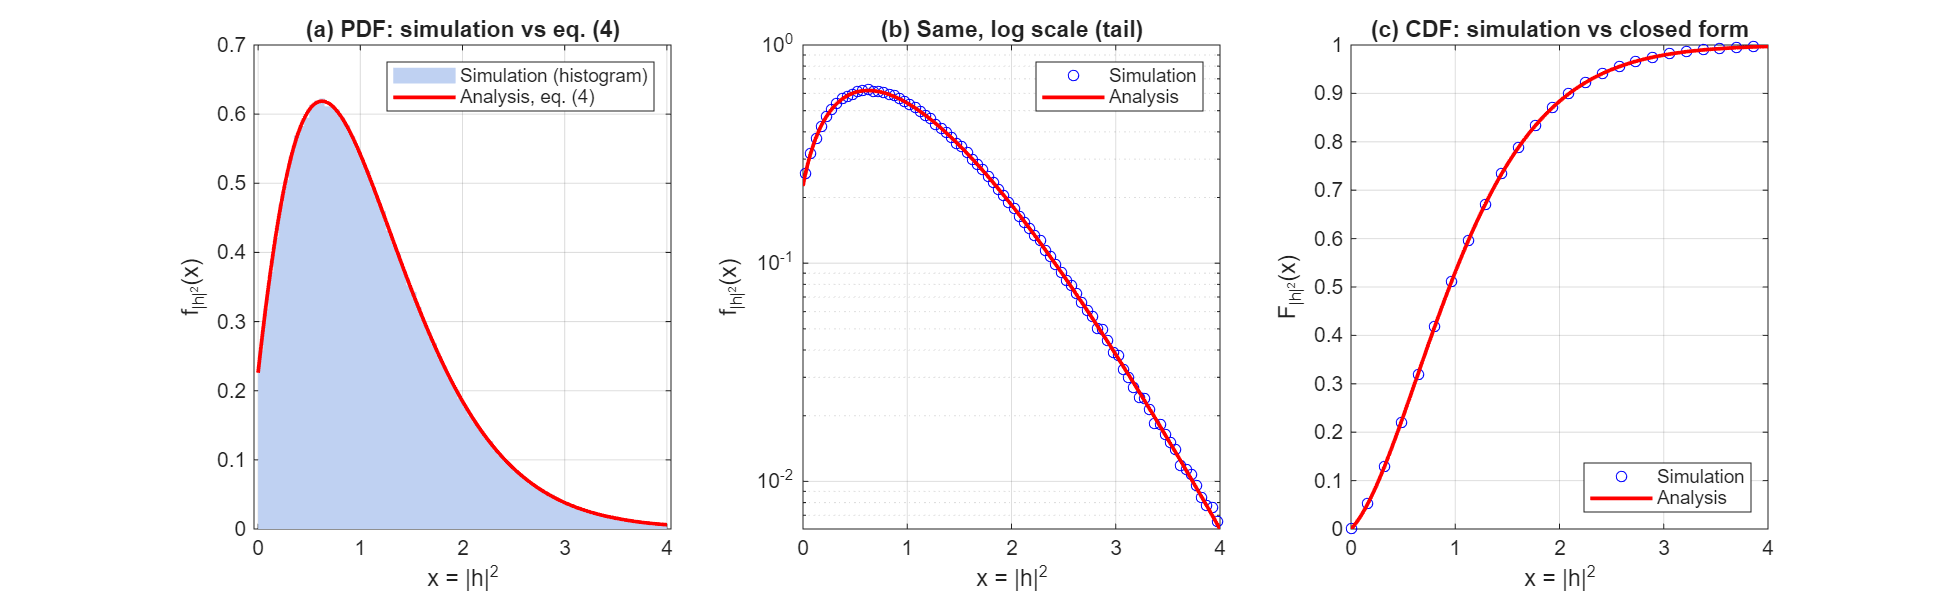 (a) PDF: simulation vs eq. (4)
0.7
0.6
0.5
0.4
0.3
0.2
0.1
0
f|h|²(x)
Simulation (histogram)
Analysis, eq. (4)
0 1 2 3 4
x = |h|²
(b) Same, log scale (tail)
10⁰
10⁻¹
10⁻²
f|h|²(x)
Simulation
Analysis
0 1 2 3 4
x = |h|²
(c) CDF: simulation vs closed form
1
0.9
0.8
0.7
0.6
0.5
0.4
0.3
0.2
0.1
0
F|h|²(x)
Simulation
Analysis
0 1 2 3 4
x = |h|²